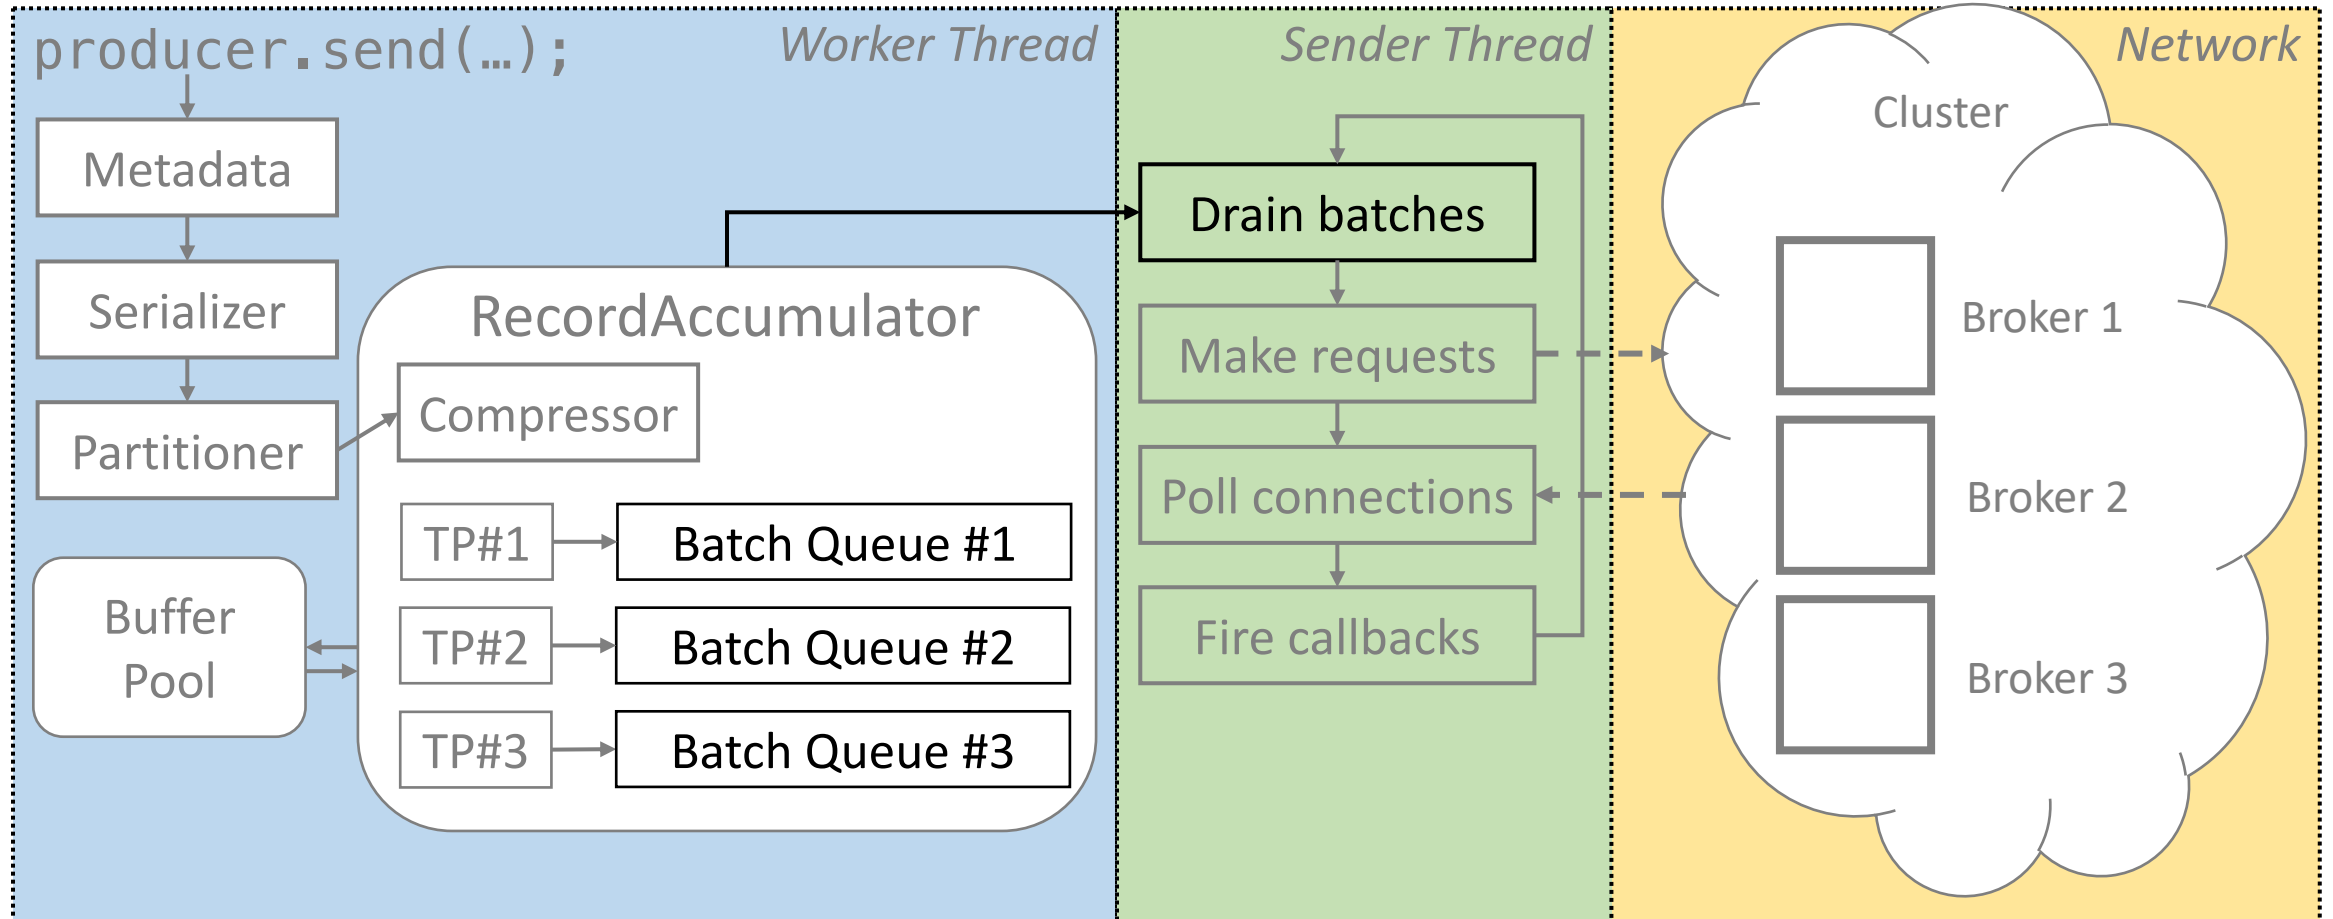 producer.send(…);
Worker Thread
Metadata
Serializer
Partitioner
Buffer
Pool
RecordAccumulator
Compressor
TP#1
Batch Queue #1
TP#2
Batch Queue #2
TP#3
Batch Queue #3
Sender Thread
Drain batches
Make requests
Poll connections
Fire callbacks
Network
Cluster
Broker 1
Broker 2
Broker 3